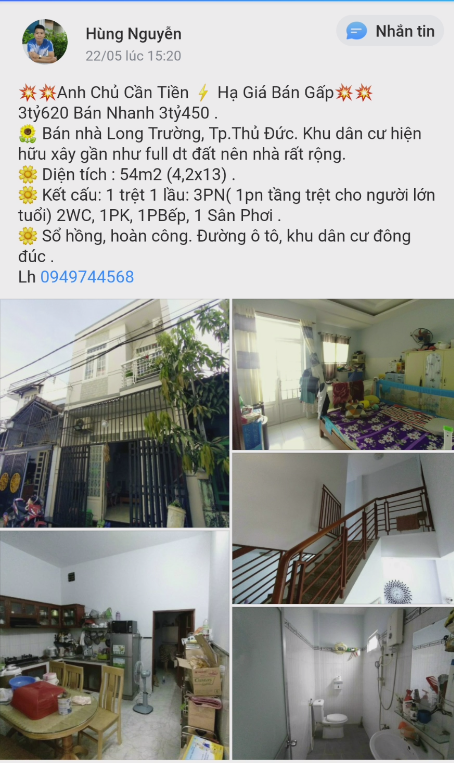 Hùng Nguyễn
Nhắn tin
22/05 lúc 15:20
💥💥Anh Chủ Cần Tiền ⚡ Hạ Giá Bán Gấp💥💥
3tỷ620 Bán Nhanh 3tỷ450 .
🌻 Bán nhà Long Trường, Tp.Thủ Đức. Khu dân cư hiện
hữu xây gần như full dt đất nên nhà rất rộng.
🌼 Diện tích : 54m2 (4,2x13) .
🌼 Kết cấu: 1 trệt 1 lầu: 3PN( 1pn tầng trệt cho người lớn
tuổi) 2WC, 1PK, 1PBếp, 1 Sân Phơi .
🌼 Sổ hồng, hoàn công. Đường ô tô, khu dân cư đông
đúc .
Lh 0949744568